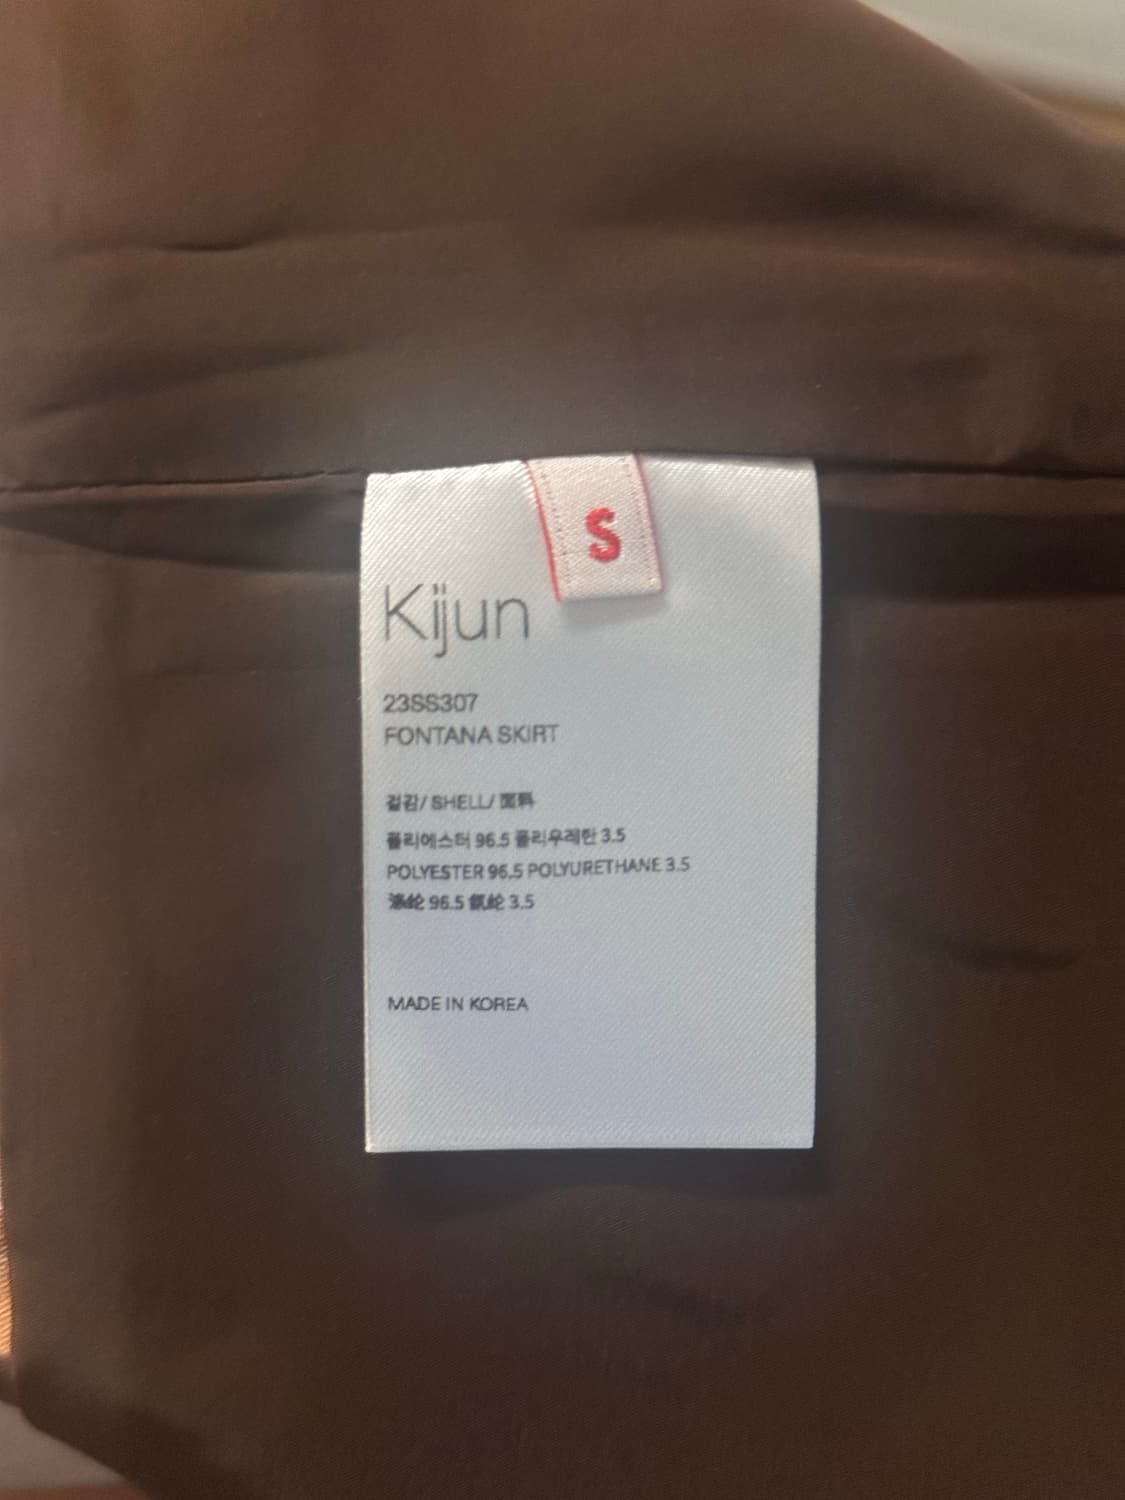 S
Kijun
23SS307
FONTANA SKIRT
겉감/ SHELL/ 面料
폴리에스터 96.5 폴리우레탄 3.5
POLYESTER 96.5 POLYURETHANE 3.5
涤纶 96.5 氨纶 3.5
MADE IN KOREA